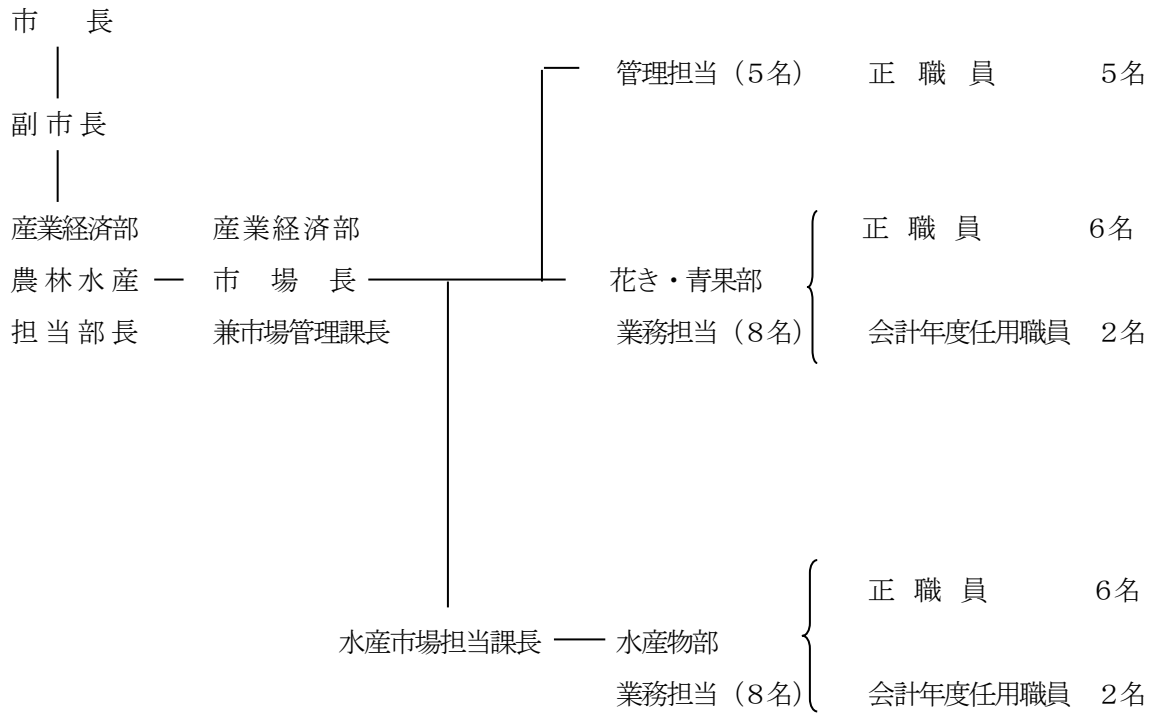 市長
管理担当（5名） 正職員 5名
副市長
産業経済部 産業経済部 正職員 6名
農林水産 市場長 花き・青果部
担当部長 兼市場管理課長 業務担当（8名） 会計年度任用職員 2名
正職員 6名
水産市場担当課長 水産物部
業務担当（8名） 会計年度任用職員 2名